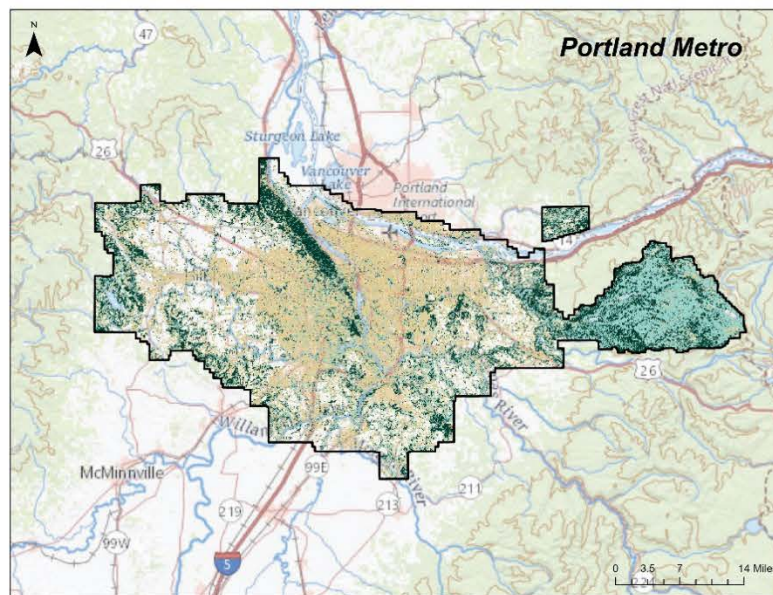 N
47
Portland Metro
26
Sturgeon Lake
Vancouver
Lake
Portland
International
14
26
McMinnville
99E
River
211
219
213
99W
5
224
0 3.5 7 14 Miles